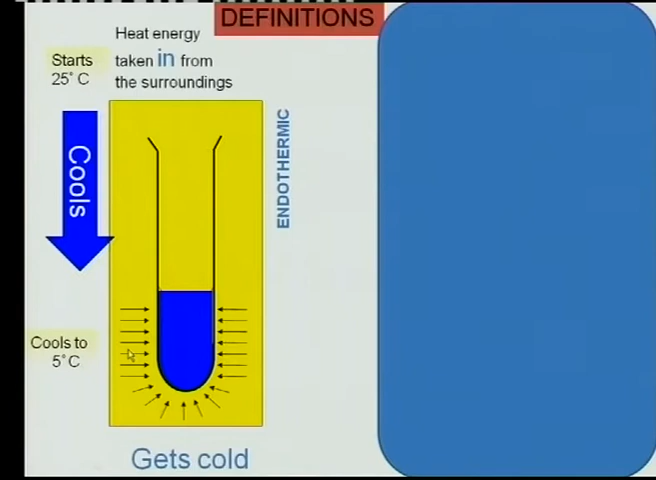 DEFINITIONS
Heat energy
taken in from
the surroundings
Starts
25° C
Cools
ENDOTHERMIC
Cools to
5°C
Gets cold